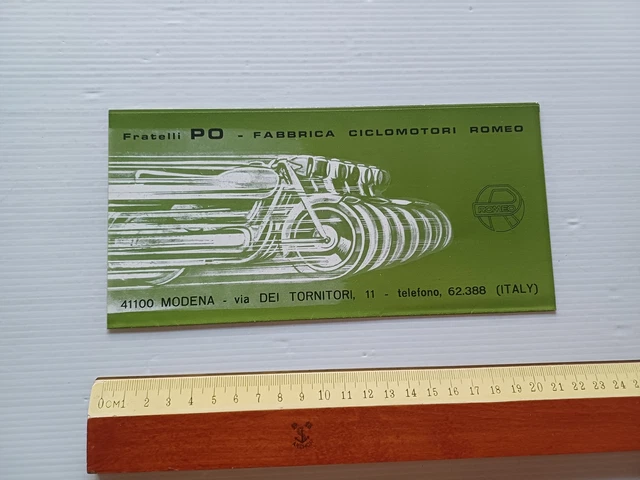 Fratelli PO - FABBRICA CICLOMOTORI ROMEO
ROMEO
41100 MODENA - via DEI TORNITORI, 11 - telefono, 62.388 (ITALY)
0 CM 1 2 3 4 5 6 7 8 9 10 11 12 13 14 15 16 17 18 19 20 21 22 23 24